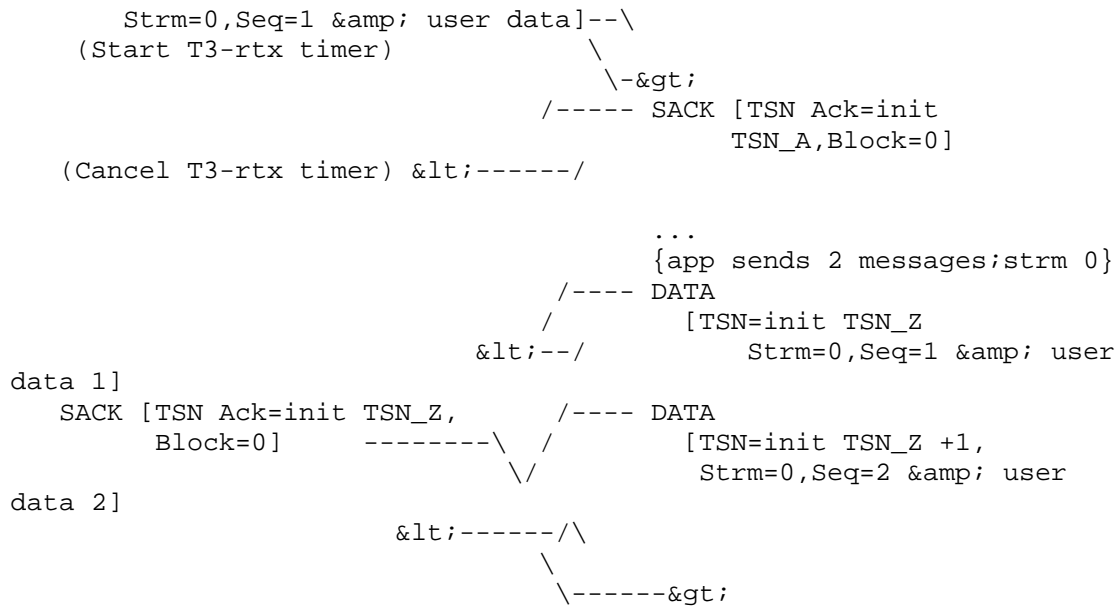 Strm=0,Seq=1 &amp; user data]--\
(Start T3-rtx timer) \
\-&gt;
/----- SACK [TSN Ack=init
TSN_A,Block=0]
(Cancel T3-rtx timer) &lt;------/
...
{app sends 2 messages;strm 0}
/---- DATA
/ [TSN=init TSN_Z
&lt;--/ Strm=0,Seq=1 &amp; user
data 1]
SACK [TSN Ack=init TSN_Z, /---- DATA
Block=0] --------\ / [TSN=init TSN_Z +1,
\/ Strm=0,Seq=2 &amp; user
data 2]
&lt;------/\
\
\------&gt;